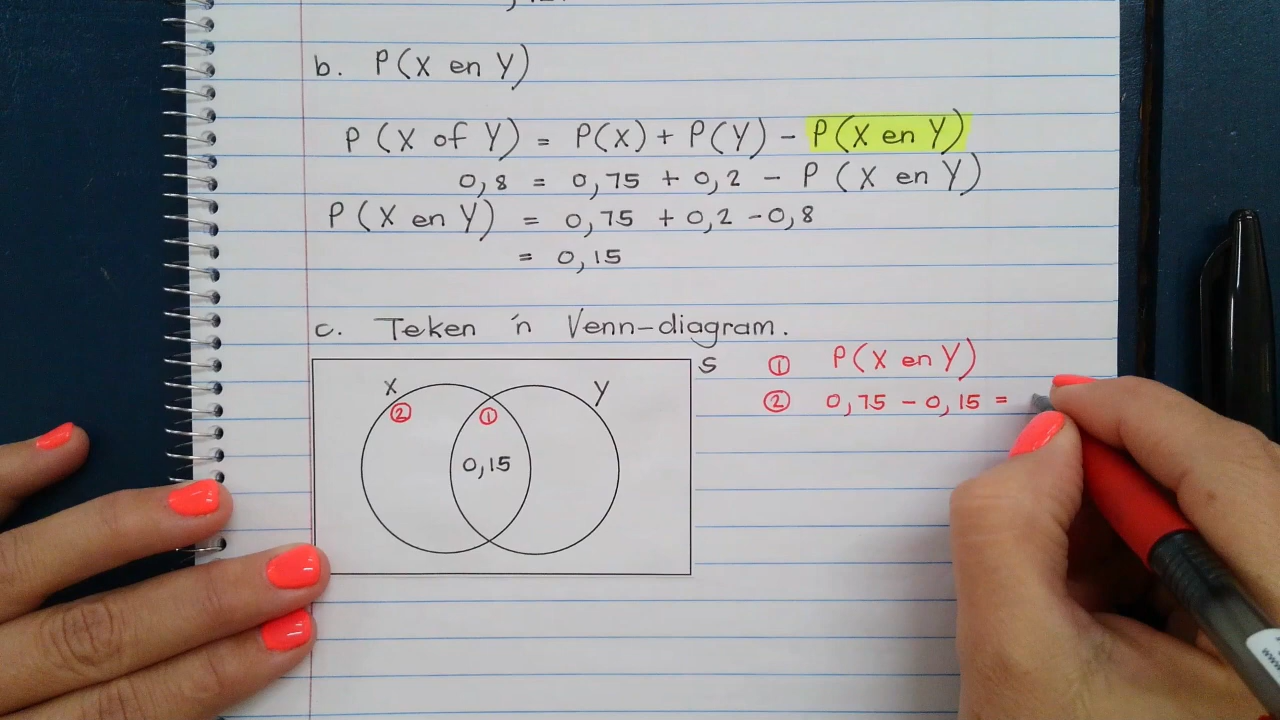 b. P(X en Y)
P (X of Y) = P(X) + P(Y) - P(X en Y)
0,8 = 0,75 + 0,2 - P (X en Y)
P (X en Y) = 0,75 + 0,2 - 0,8
= 0,15
c. Teken 'n Venn-diagram.
S
① P(X en Y)
② 0,75 - 0,15 =
X Y
② ①
0,15